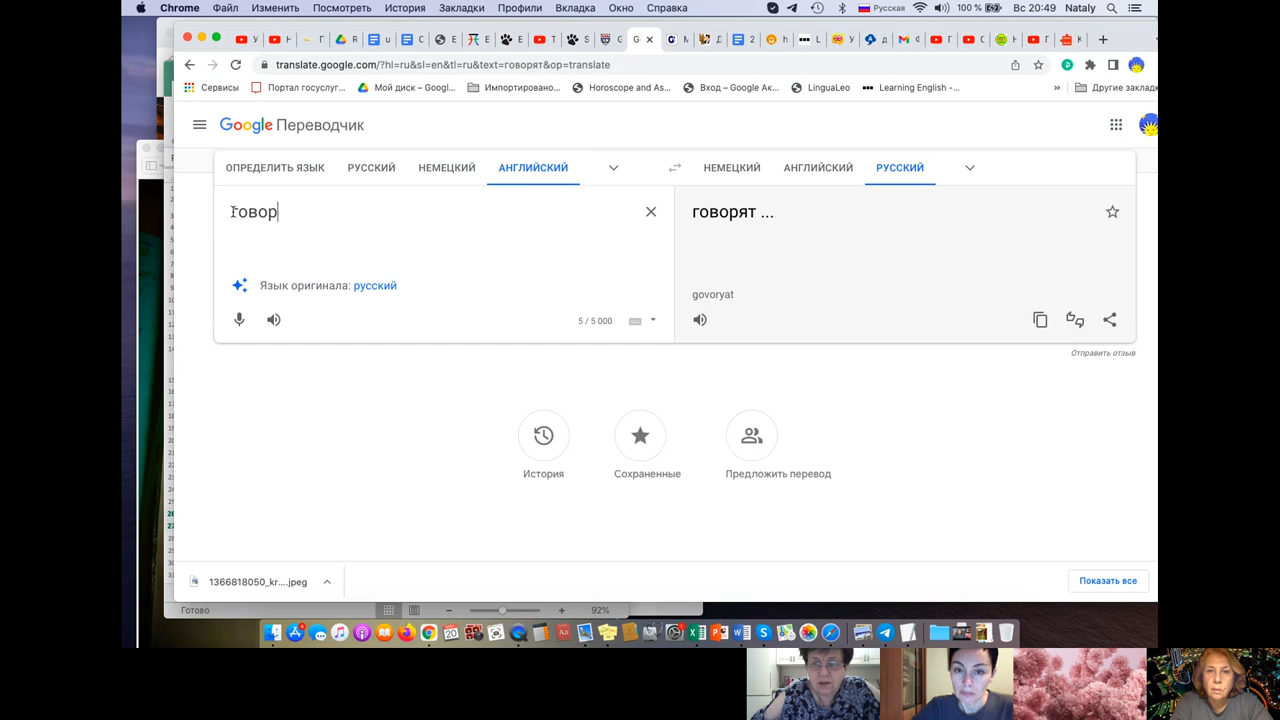 Chrome Файл Изменить Посмотреть История Закладки Профили Вкладка Окно Справка Русская 100 % Вс 20:49 Nataly
translate.google.com/?hl=ru&sl=en&tl=ru&text=говорят&op=translate
Сервисы Портал госуслуг... Мой диск – Googl... Импортировано... Horoscope and As... Вход – Google Ак... LinguaLeo Learning English -... » Другие заклад
Google Переводчик
ОПРЕДЕЛИТЬ ЯЗЫК РУССКИЙ НЕМЕЦКИЙ АНГЛИЙСКИЙ НЕМЕЦКИЙ АНГЛИЙСКИЙ РУССКИЙ
говор говорят ...
Язык оригинала: русский
govoryat
5 / 5 000
Отправить отзыв
История Сохраненные Предложить перевод
1366818050_kr....jpeg Показать все
Готово 92%